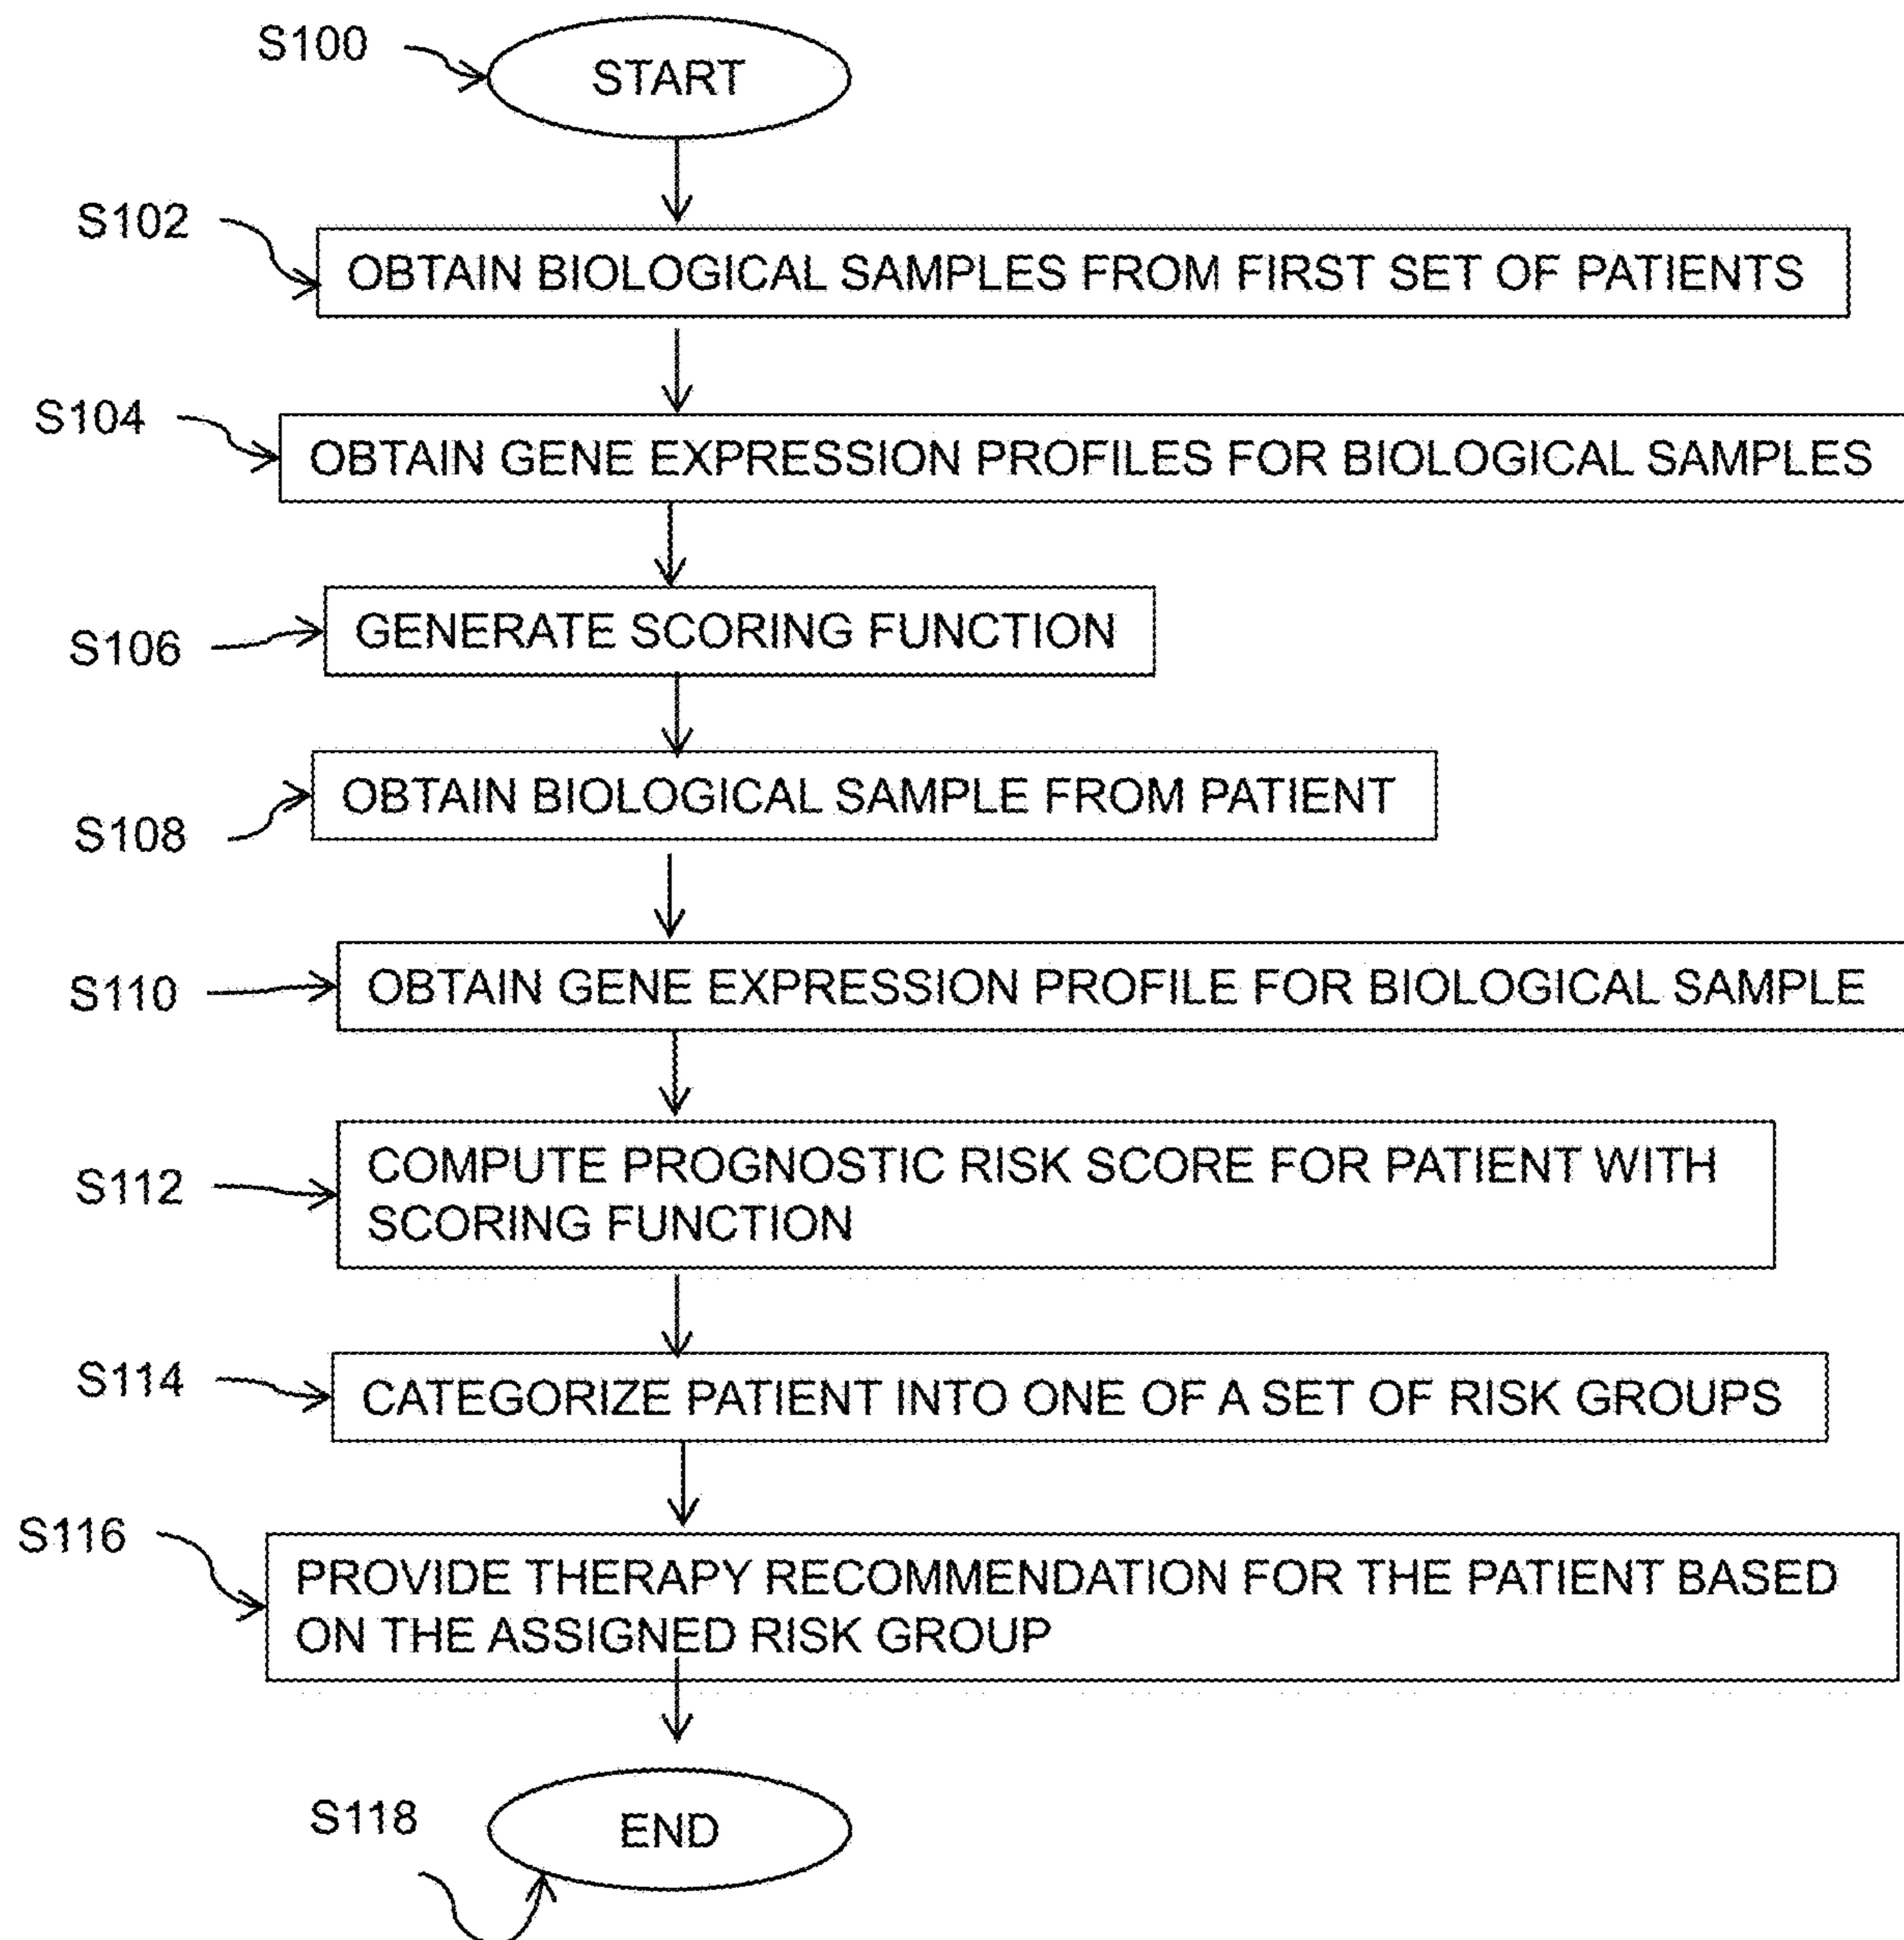 S100
START
S102
OBTAIN BIOLOGICAL SAMPLES FROM FIRST SET OF PATIENTS
S104
OBTAIN GENE EXPRESSION PROFILES FOR BIOLOGICAL SAMPLES
S106
GENERATE SCORING FUNCTION
S108
OBTAIN BIOLOGICAL SAMPLE FROM PATIENT
S110
OBTAIN GENE EXPRESSION PROFILE FOR BIOLOGICAL SAMPLE
S112
COMPUTE PROGNOSTIC RISK SCORE FOR PATIENT WITH
SCORING FUNCTION
S114
CATEGORIZE PATIENT INTO ONE OF A SET OF RISK GROUPS
S116
PROVIDE THERAPY RECOMMENDATION FOR THE PATIENT BASED
ON THE ASSIGNED RISK GROUP
S118
END